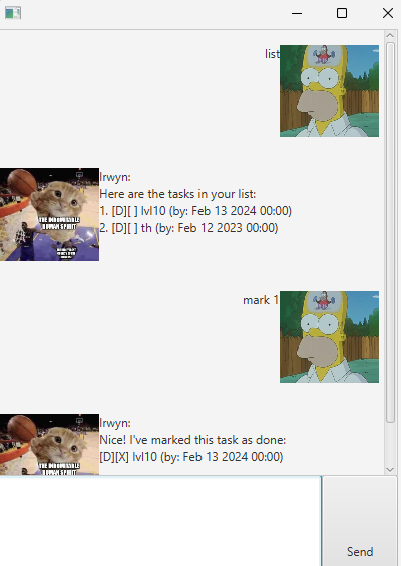 list
Irwyn:
Here are the tasks in your list:
1. [D][ ] lvl10 (by: Feb 13 2024 00:00)
2. [D][ ] th (by: Feb 12 2023 00:00)
THE INDOMITABLE
HUMAN SPIRIT
mark 1
Irwyn:
Nice! I've marked this task as done:
[D][X] lvl10 (by: Feb 13 2024 00:00)
THE INDOMITABLE
Send